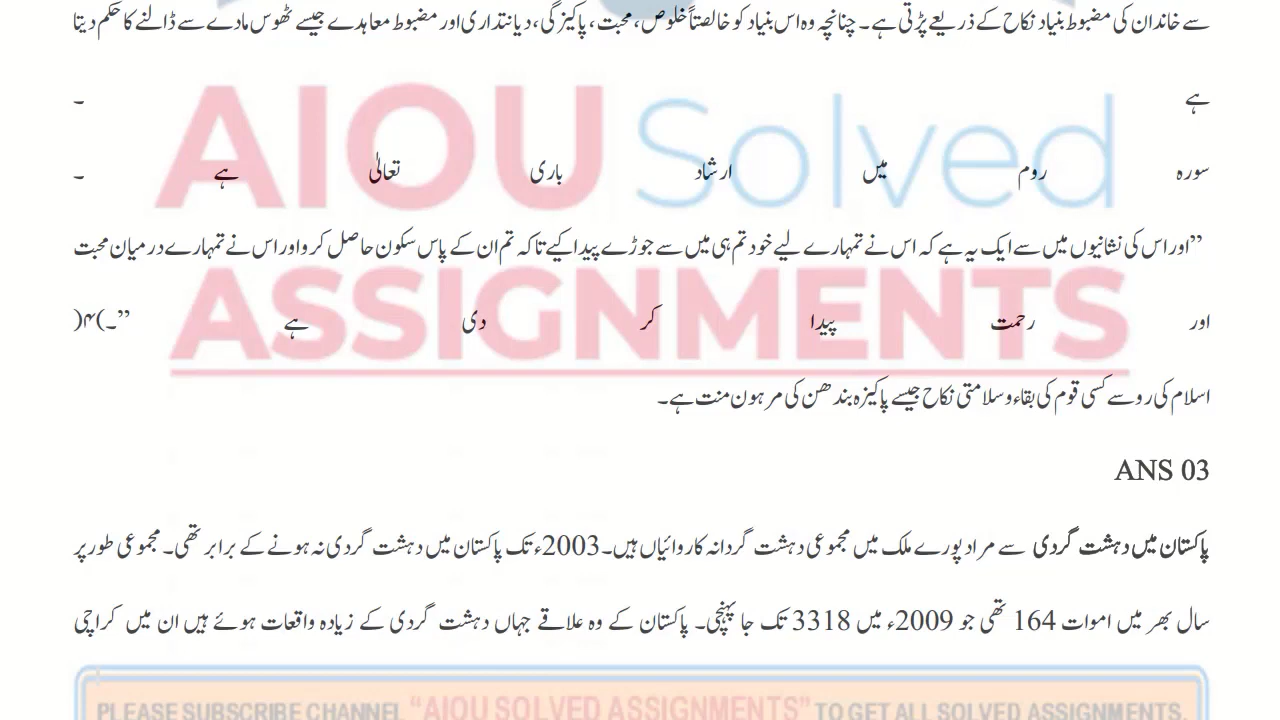 سے خاندان کی مضبوط بنیاد نکاح کے ذریعے پڑتی ہے۔ چنانچہ وہ اس بنیاد کو خالصتاً خلوص، محبت، پاکیزگی، دیانتداری اور مضبوط معاہدے جیسے ٹھوس مادے سے ڈالنے کا حکم دیتا
ہے ۔
سورہ روم میں ارشاد باری تعالیٰ ہے ۔
”اور اس کی نشانیوں میں سے ایک یہ ہے کہ اس نے تمہارے لیے خود تم ہی میں سے جوڑے پیدا کیے تاکہ تم ان کے پاس سکون حاصل کرو اور اس نے تمہارے درمیان محبت
اور رحمت پیدا کر دی ہے ”۔)۴(
اسلام کی رو سے کسی قوم کی بقاء و سلامتی نکاح جیسے پاکیزہ بندھن کی مرہون منت ہے۔
ANS 03
پاکستان میں دہشت گردی سے مراد پورے ملک میں مجموعی دہشت گردانہ کاروائیاں ہیں۔2003ء تک پاکستان میں دہشت گردی نہ ہونے کے برابر تھی۔ مجموعی طور پر
سال بھر میں اموات 164 تھی جو 2009ء میں 3318 تک جا پہنچی۔ پاکستان کے وہ علاقے جہاں دہشت گردی کے زیادہ واقعات ہوئے ہیں ان میں کراچی
AIOU Solved
ASSIGNMENTS
PLEASE SUBSCRIBE CHANNEL “AIOU SOLVED ASSIGNMENTS” TO GET ALL SOLVED ASSIGNMENTS.